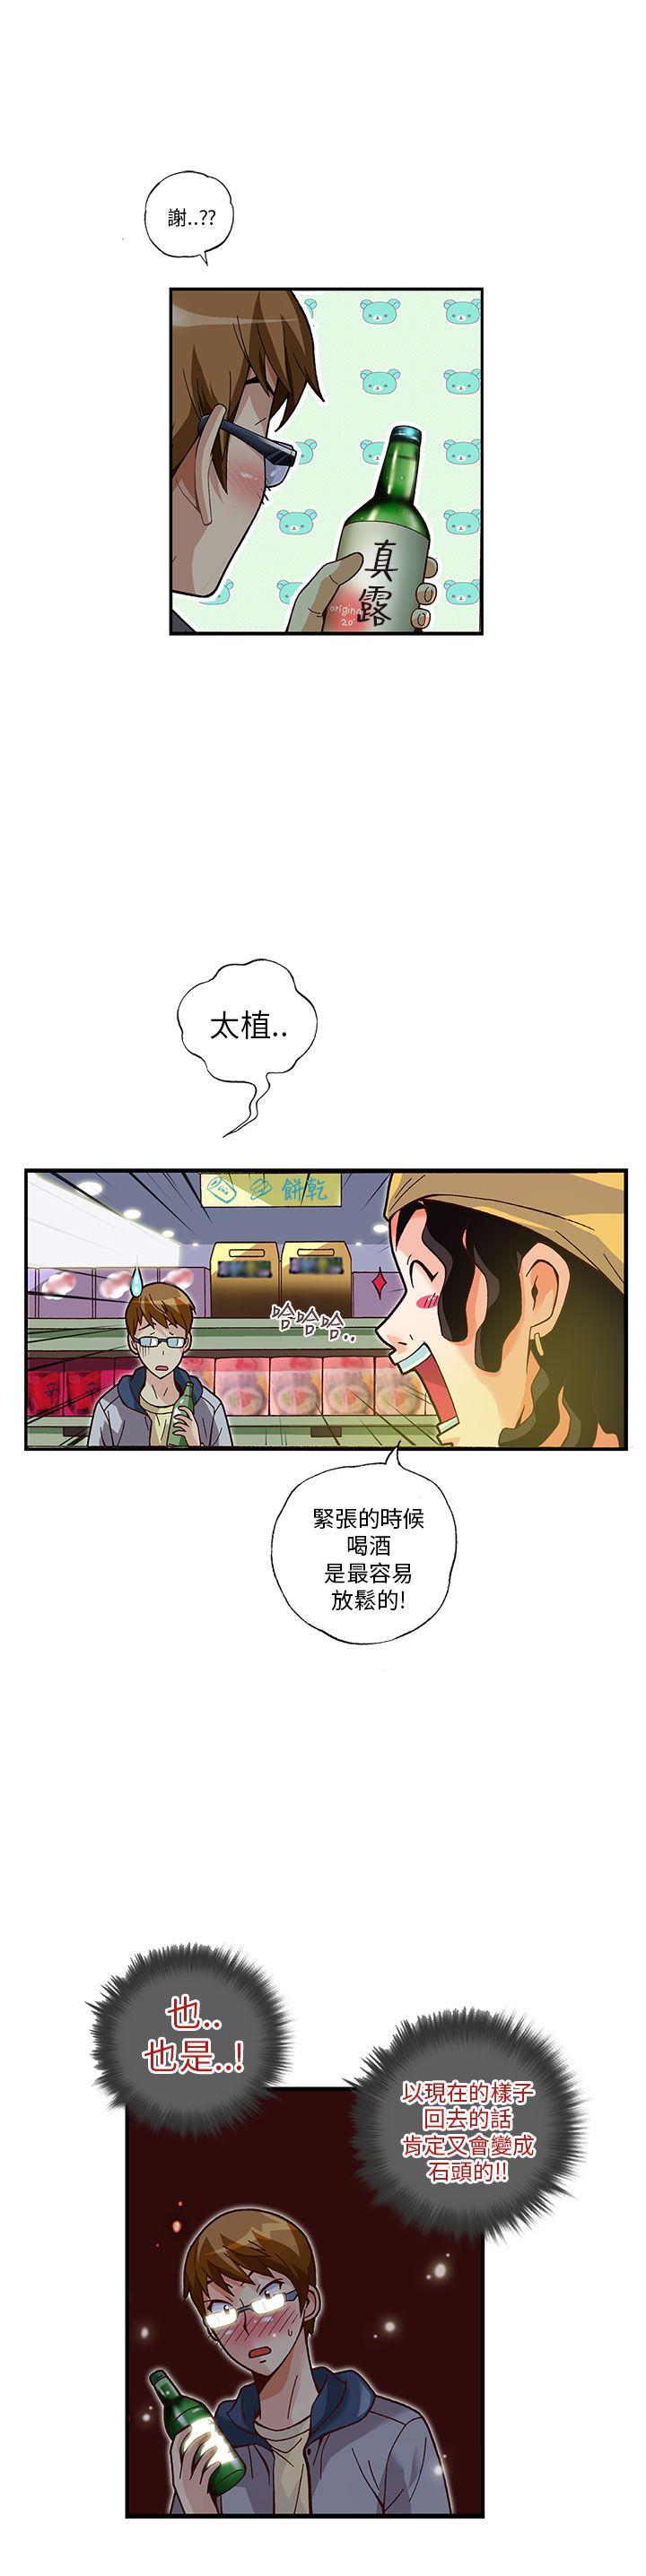 謝..??
真
露
original
20°
太植..
餅乾
哈哈哈..
緊張的時候
喝酒
是最容易
放鬆的!
也..
也是..!
以現在的樣子
回去的話
肯定又會變成
石頭的!!